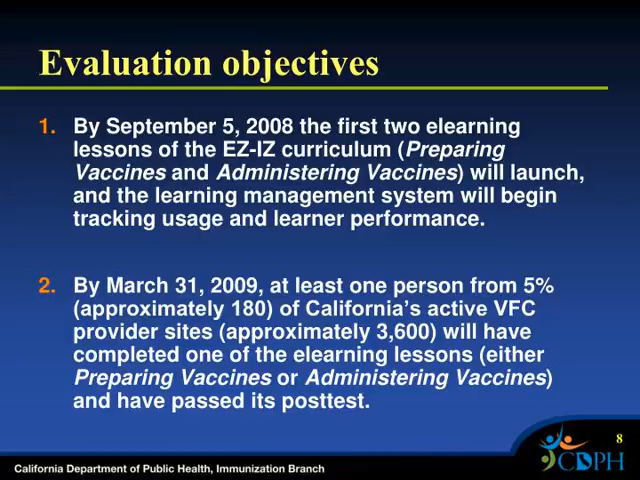 Evaluation objectives
1. By September 5, 2008 the first two elearning
lessons of the EZ-IZ curriculum (Preparing
Vaccines and Administering Vaccines) will launch,
and the learning management system will begin
tracking usage and learner performance.
2. By March 31, 2009, at least one person from 5%
(approximately 180) of California's active VFC
provider sites (approximately 3,600) will have
completed one of the elearning lessons (either
Preparing Vaccines or Administering Vaccines)
and have passed its posttest.
8
CDPH
California Department of Public Health, Immunization Branch